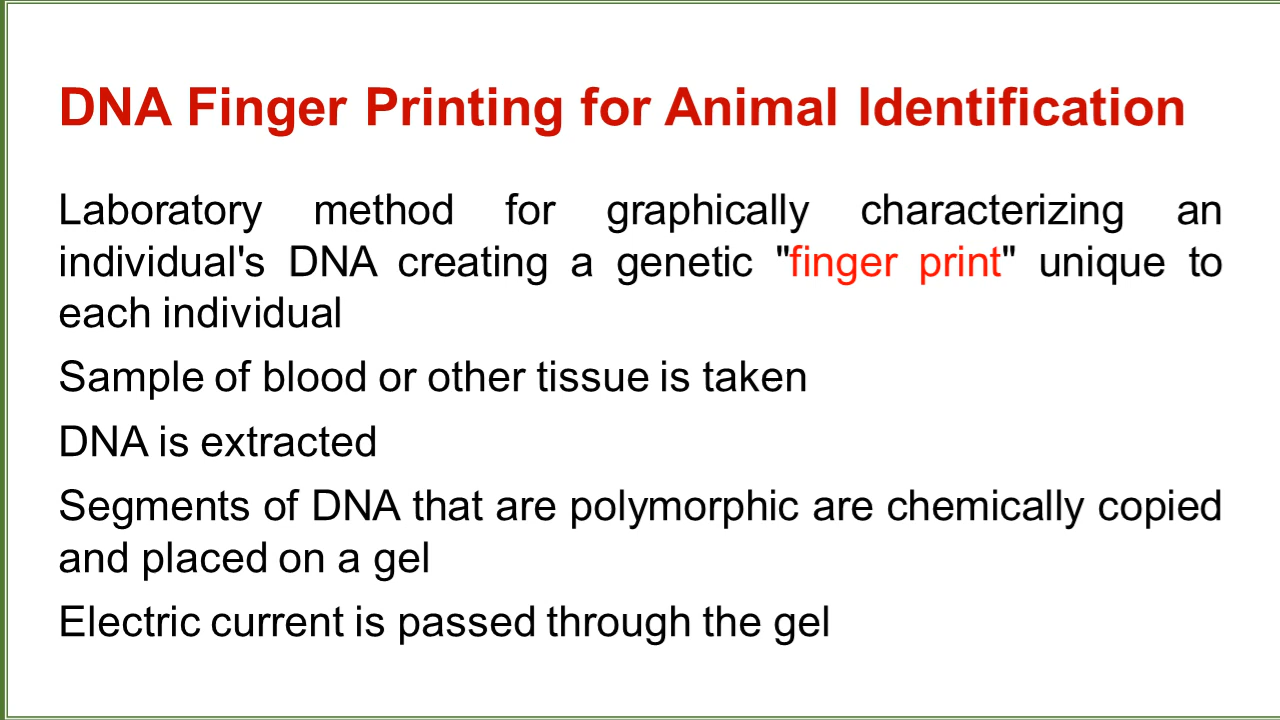 DNA Finger Printing for Animal Identification
Laboratory method for graphically characterizing an
individual's DNA creating a genetic "finger print" unique to
each individual
Sample of blood or other tissue is taken
DNA is extracted
Segments of DNA that are polymorphic are chemically copied
and placed on a gel
Electric current is passed through the gel